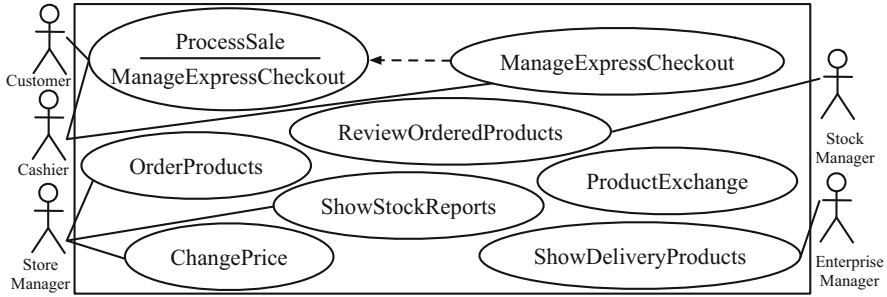 ProcessSale
ManageExpressCheckout
ManageExpressCheckout
Customer
ReviewOrderedProducts
Stock
Manager
Cashier
OrderProducts
ProductExchange
ShowStockReports
Store
Manager
ChangePrice
ShowDeliveryProducts
Enterprise
Manager